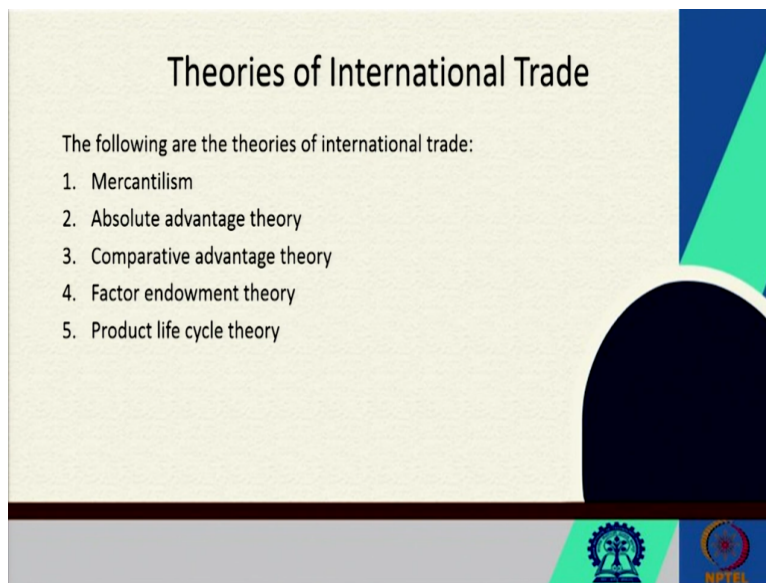 Theories of International Trade
The following are the theories of international trade:
1. Mercantilism
2. Absolute advantage theory
3. Comparative advantage theory
4. Factor endowment theory
5. Product life cycle theory
NPTEL